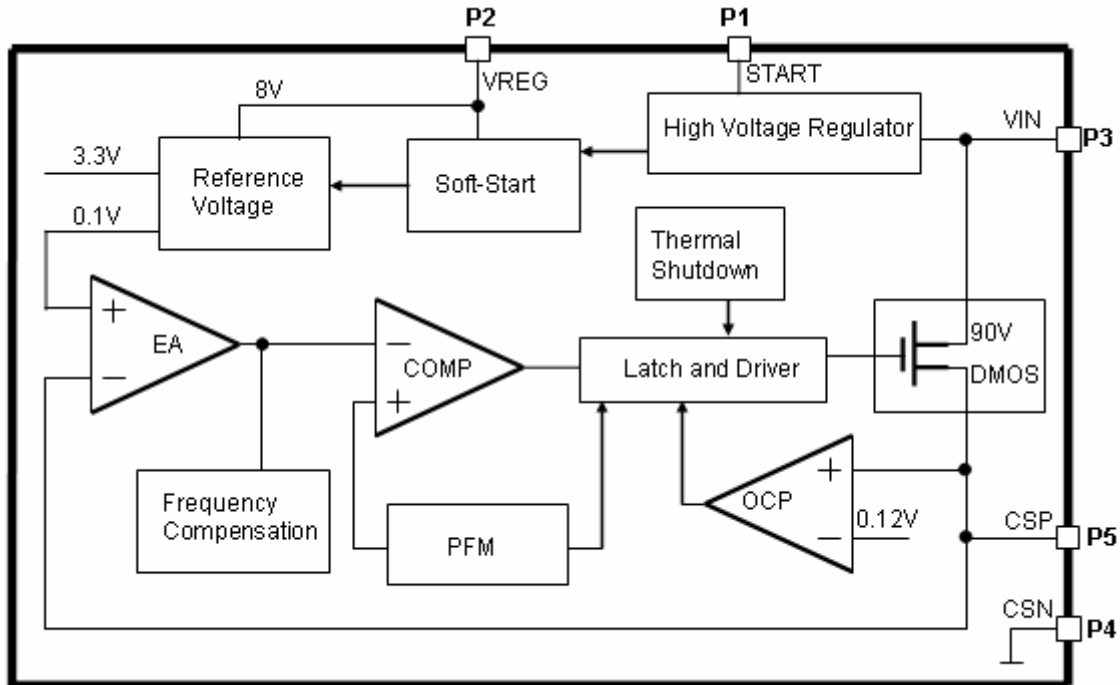 P2
P1
VREG
START
8V
High Voltage Regulator
VIN
P3
3.3V
Reference
Voltage
Soft-Start
0.1V
Thermal
Shutdown
+
EA
−
−
COMP
+
Latch and Driver
90V
DMOS
Frequency
Compensation
PFM
+
OCP
0.12V
−
CSP
P5
CSN
P4